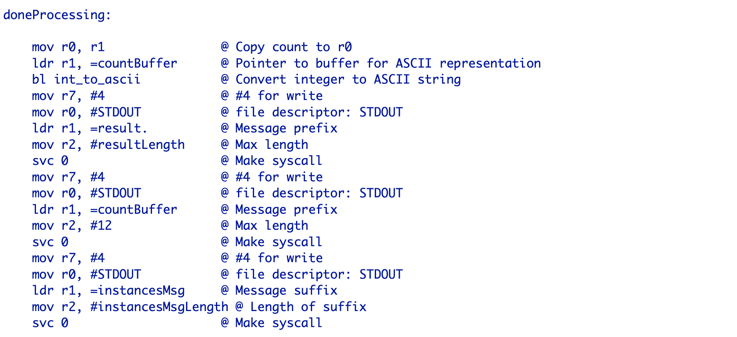 doneProcessing:
mov r0, r1 @ Copy count to r0
ldr r1, =countBuffer @ Pointer to buffer for ASCII representation
bl int_to_ascii @ Convert integer to ASCII string
mov r7, #4 @ #4 for write
mov r0, #STDOUT @ file descriptor: STDOUT
ldr r1, =result. @ Message prefix
mov r2, #resultLength @ Max length
svc 0 @ Make syscall
mov r7, #4 @ #4 for write
mov r0, #STDOUT @ file descriptor: STDOUT
ldr r1, =countBuffer @ Message prefix
mov r2, #12 @ Max length
svc 0 @ Make syscall
mov r7, #4 @ #4 for write
mov r0, #STDOUT @ file descriptor: STDOUT
ldr r1, =instancesMsg @ Message suffix
mov r2, #instancesMsgLength @ Length of suffix
svc 0 @ Make syscall